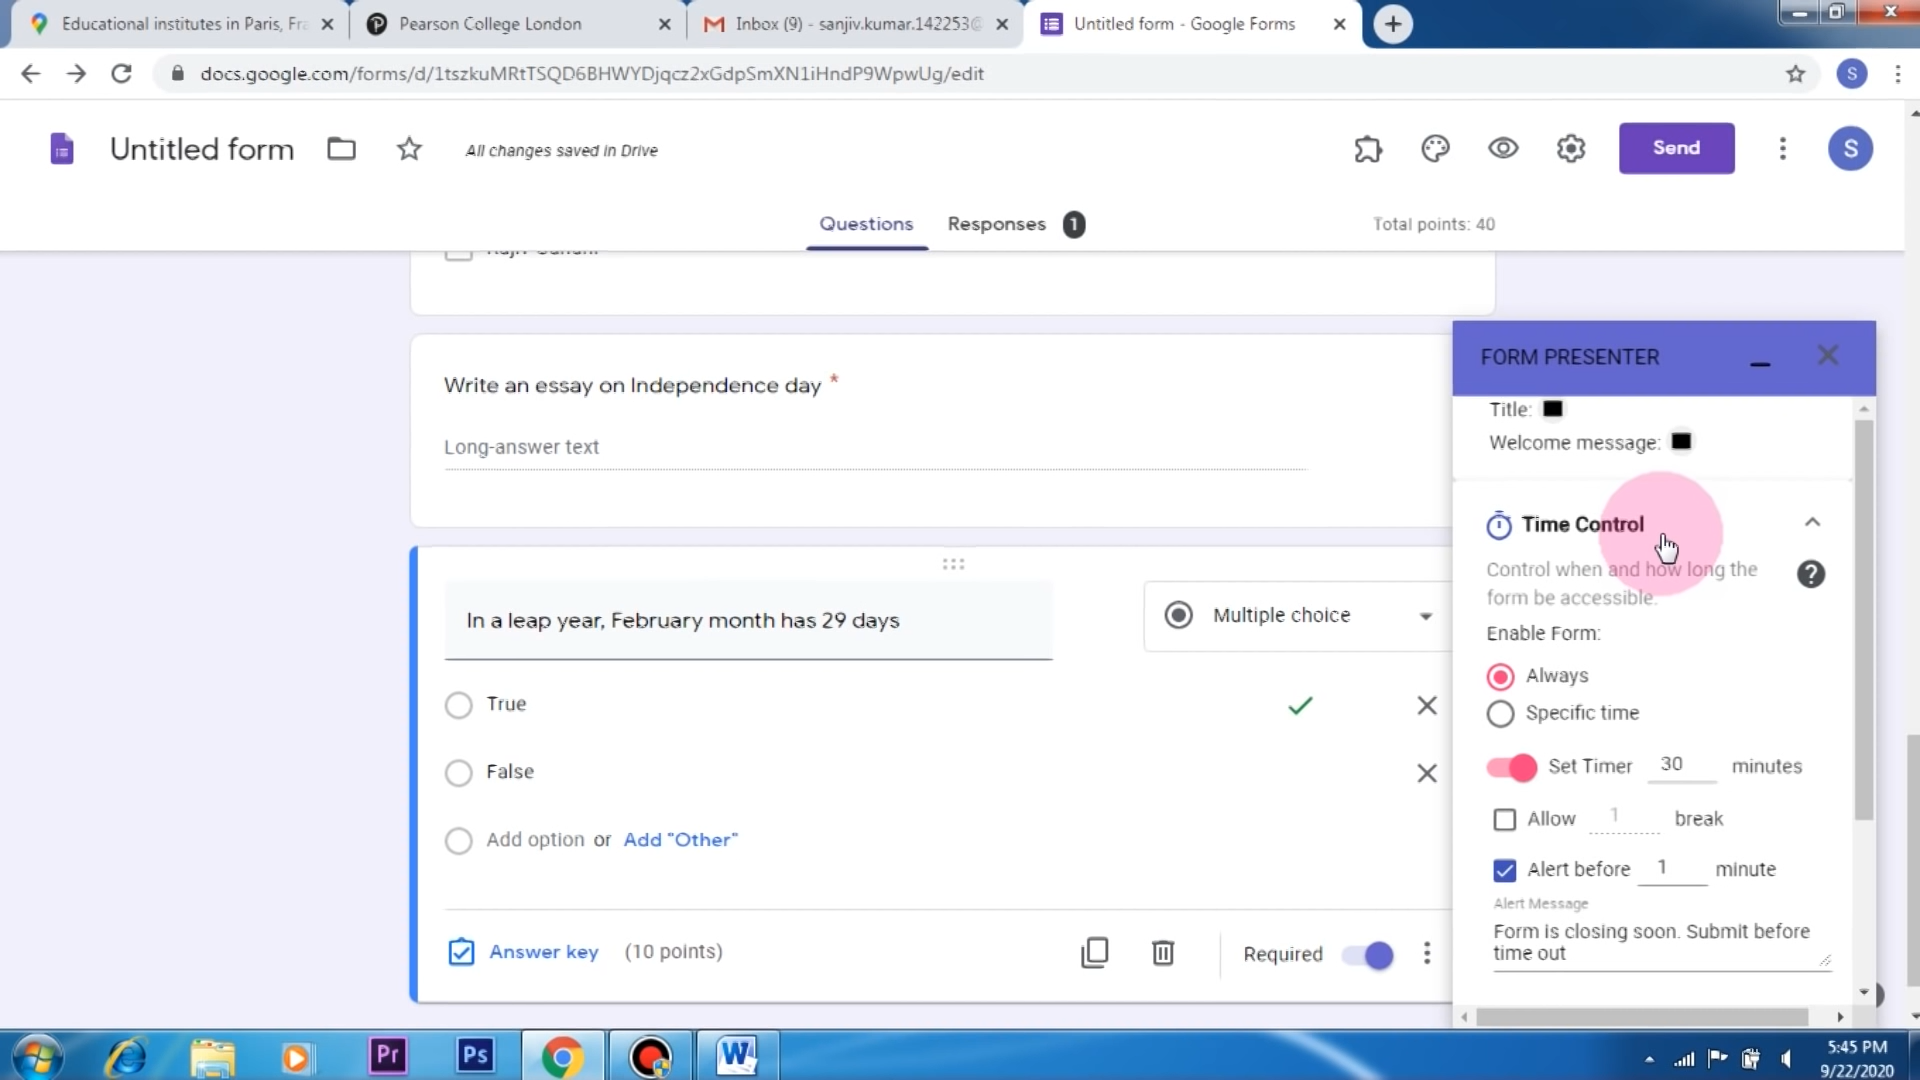 Educational institutes in Paris, Fra
Pearson College London
Inbox (9) - sanjiv.kumar.142253@
Untitled form - Google Forms
docs.google.com/forms/d/1tszkuMRtTSQD6BHWYDjqcz2xGdpSmXN1iHndP9WpwUg/edit
S
Untitled form
All changes saved in Drive
Send
S
Questions
Responses 1
Total points: 40
Rajiv Gandhi
Write an essay on Independence day *
Long-answer text
In a leap year, February month has 29 days
Multiple choice
True
False
Add option or Add "Other"
Answer key (10 points)
Required
FORM PRESENTER
Title:
Welcome message:
Time Control
Control when and how long the
form be accessible.
Enable Form:
Always
Specific time
Set Timer 30 minutes
Allow 1 break
Alert before 1 minute
Alert Message
Form is closing soon. Submit before
time out
Pr
Ps
W
5:45 PM
9/22/2020